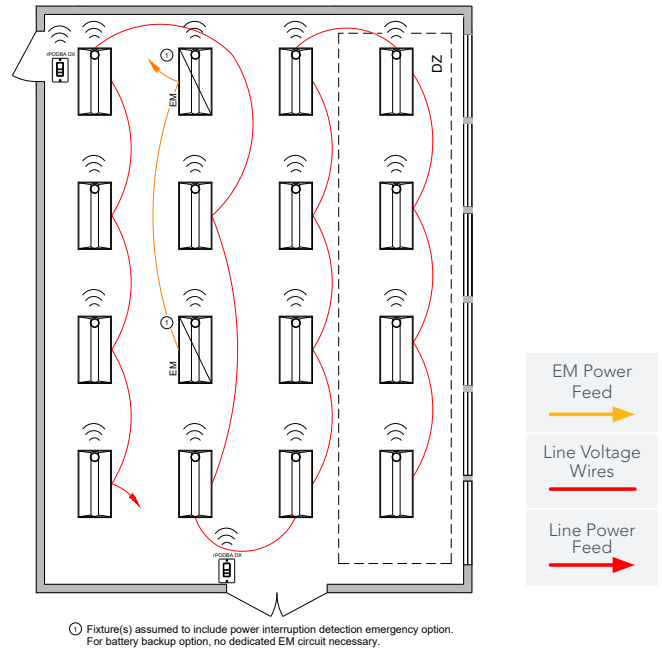 rPODBA DX
1
EM
DZ
1
EM
rPODBA DX
EM Power
Feed
Line Voltage
Wires
Line Power
Feed
1 Fixture(s) assumed to include power interruption detection emergency option.
For battery backup option, no dedicated EM circuit necessary.